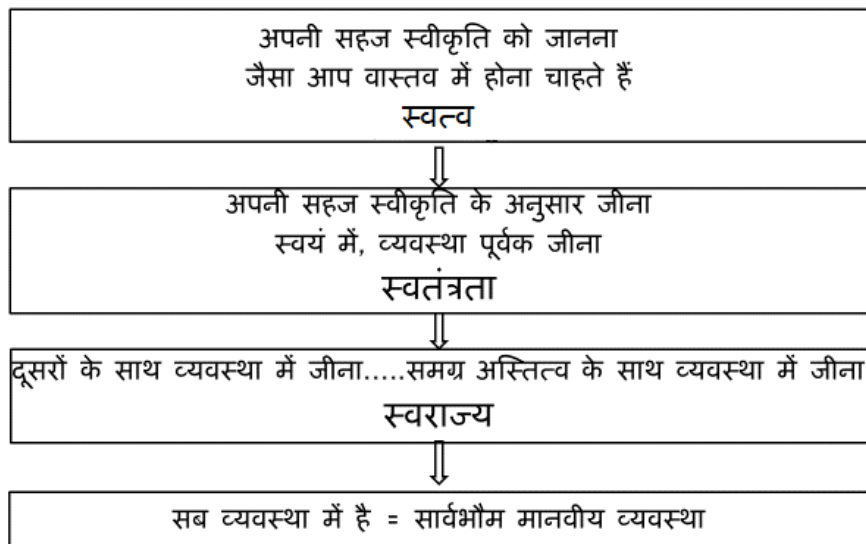 अपनी सहज स्वीकृति को जानना
जैसा आप वास्तव में होना चाहते हैं
स्वत्व
अपनी सहज स्वीकृति के अनुसार जीना
स्वयं में, व्यवस्था पूर्वक जीना
स्वतंत्रता
दूसरों के साथ व्यवस्था में जीना.....समग्र अस्तित्व के साथ व्यवस्था में जीना
स्वराज्य
सब व्यवस्था में है = सार्वभौम मानवीय व्यवस्था